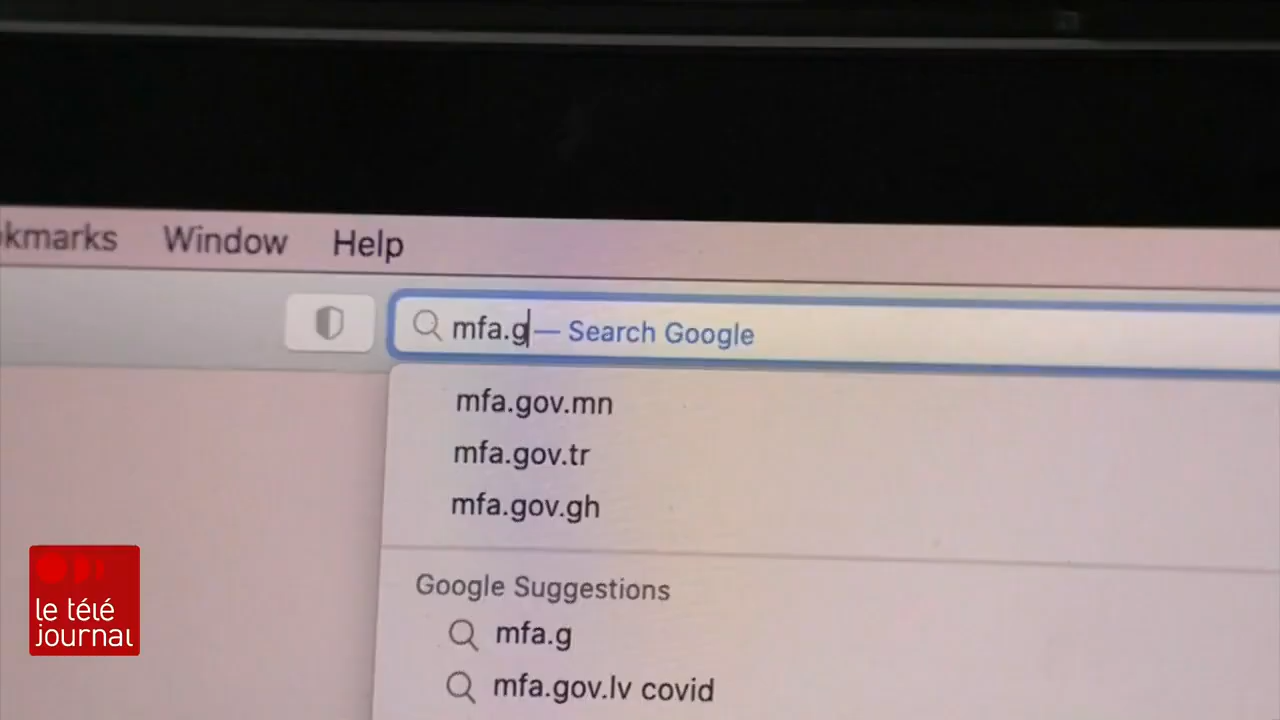 kmarks Window Help
mfa.g — Search Google
mfa.gov.mn
mfa.gov.tr
mfa.gov.gh
Google Suggestions
mfa.g
mfa.gov.lv covid
le télé
journal